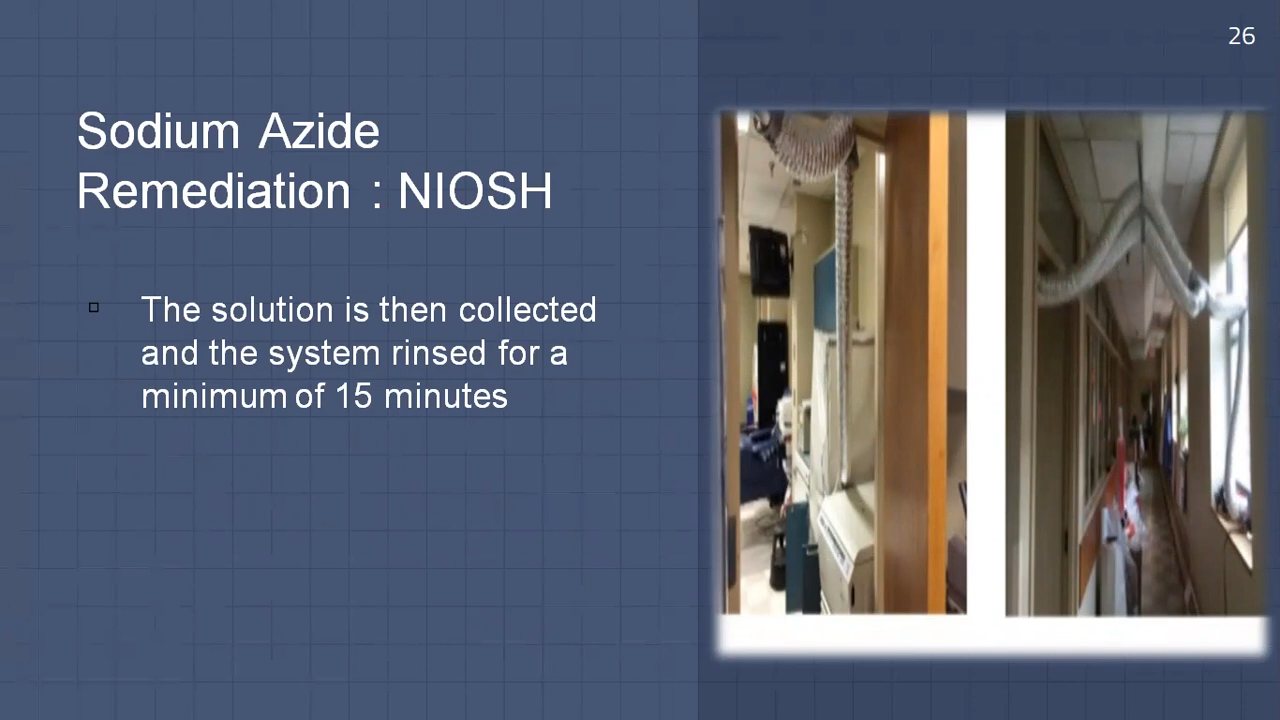 26
Sodium Azide
Remediation : NIOSH
The solution is then collected
and the system rinsed for a
minimum of 15 minutes